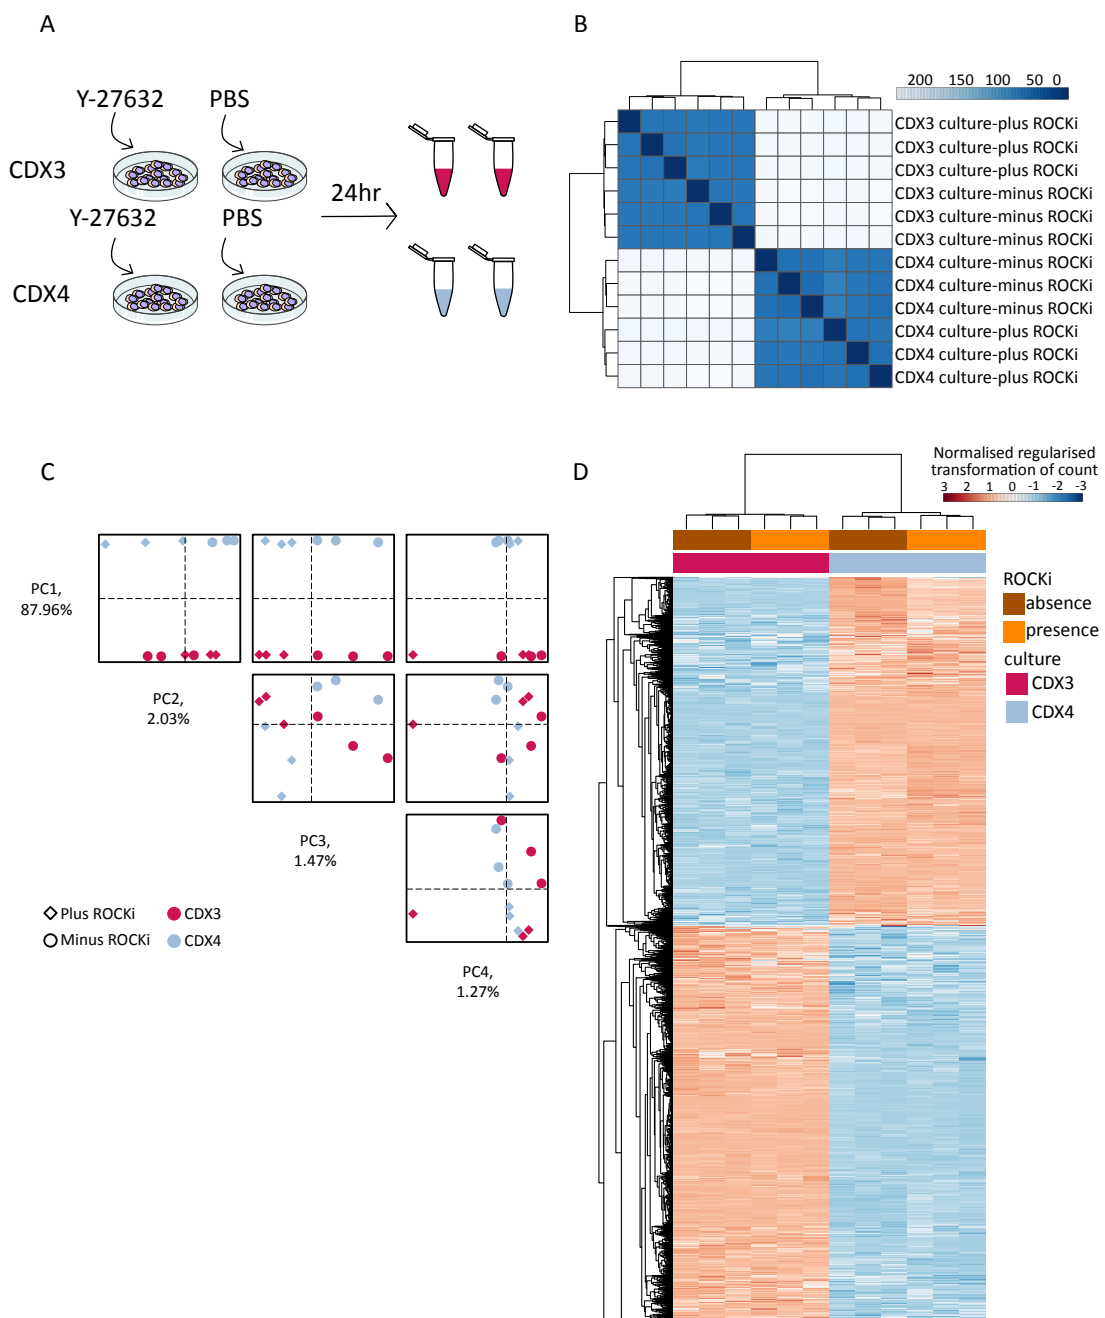 A
Y-27632
PBS
CDX3
Y-27632
PBS
CDX4
24hr
B
200 150 100 50 0
CDX3 culture-plus ROCKi
CDX3 culture-plus ROCKi
CDX3 culture-plus ROCKi
CDX3 culture-minus ROCKi
CDX3 culture-minus ROCKi
CDX3 culture-minus ROCKi
CDX4 culture-minus ROCKi
CDX4 culture-minus ROCKi
CDX4 culture-minus ROCKi
CDX4 culture-plus ROCKi
CDX4 culture-plus ROCKi
CDX4 culture-plus ROCKi
C
PC1,
87.96%
PC2,
2.03%
PC3,
1.47%
PC4,
1.27%
Plus ROCKi
CDX3
Minus ROCKi
CDX4
D
Normalised regularised
transformation of count
3 2 1 0 -1 -2 -3
ROCKi
absence
presence
culture
CDX3
CDX4